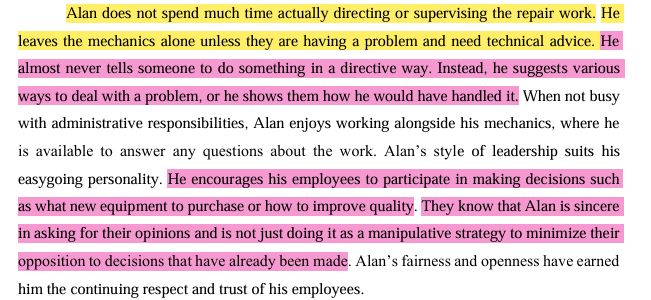 Alan does not spend much time actually directing or supervising the repair work. He
leaves the mechanics alone unless they are having a problem and need technical advice. He
almost never tells someone to do something in a directive way. Instead, he suggests various
ways to deal with a problem, or he shows them how he would have handled it. When not busy
with administrative responsibilities, Alan enjoys working alongside his mechanics, where he
is available to answer any questions about the work. Alan’s style of leadership suits his
easygoing personality. He encourages his employees to participate in making decisions such
as what new equipment to purchase or how to improve quality. They know that Alan is sincere
in asking for their opinions and is not just doing it as a manipulative strategy to minimize their
opposition to decisions that have already been made. Alan’s fairness and openness have earned
him the continuing respect and trust of his employees.